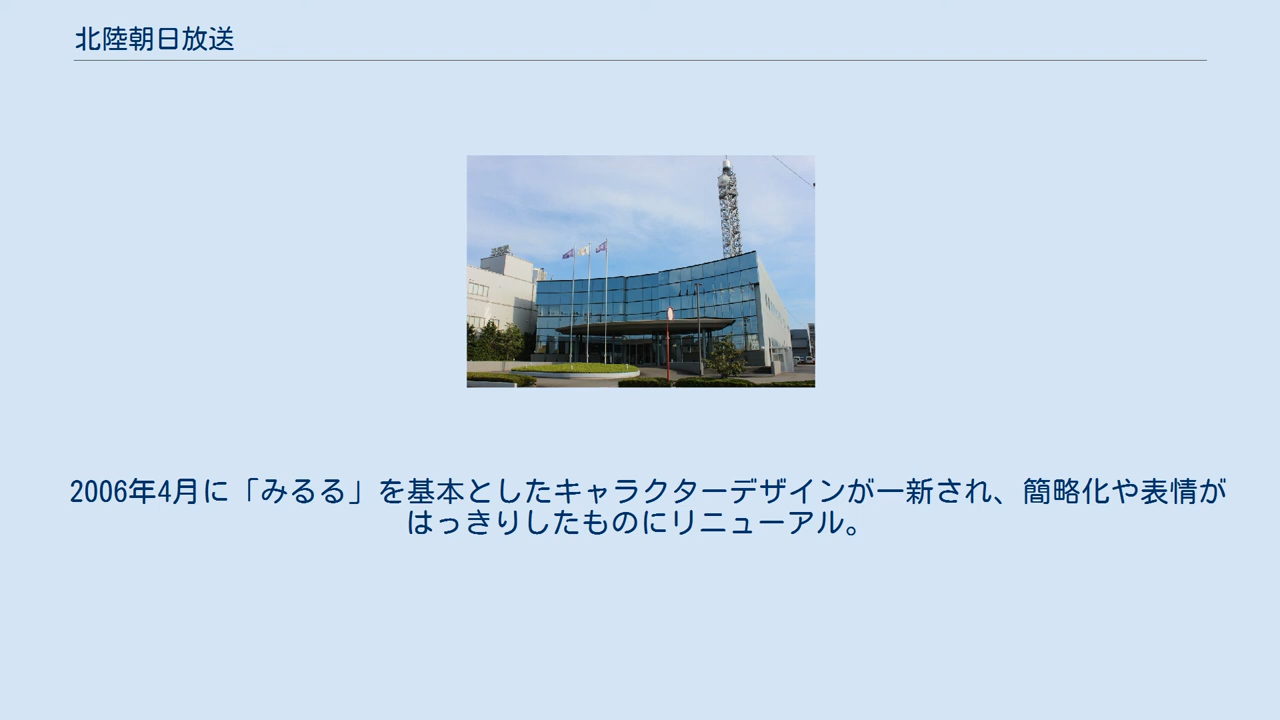 北陸朝日放送
2006年4月に「みるる」を基本としたキャラクターデザインが一新され、簡略化や表情が
はっきりしたものにリニューアル。